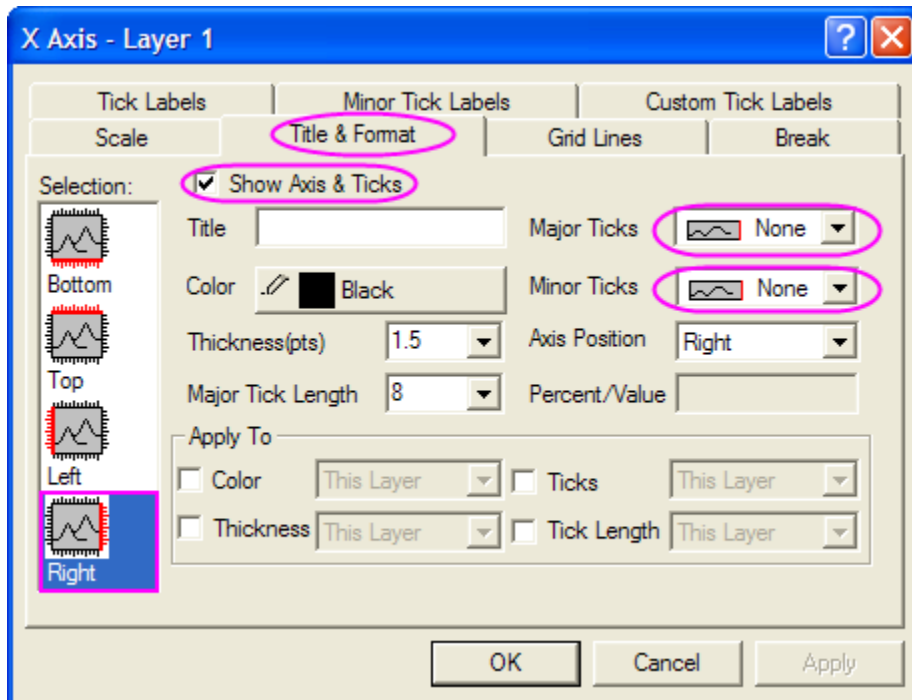 X Axis - Layer 1
Tick Labels Minor Tick Labels Custom Tick Labels
Scale Title & Format Grid Lines Break
Selection: Show Axis & Ticks
Title Major Ticks None
Bottom Color Black Minor Ticks None
Thickness(pts) 1.5 Axis Position Right
Top Major Tick Length 8 Percent/Value
Apply To
Left Color This Layer Ticks This Layer
Thickness This Layer Tick Length This Layer
Right
OK Cancel Apply